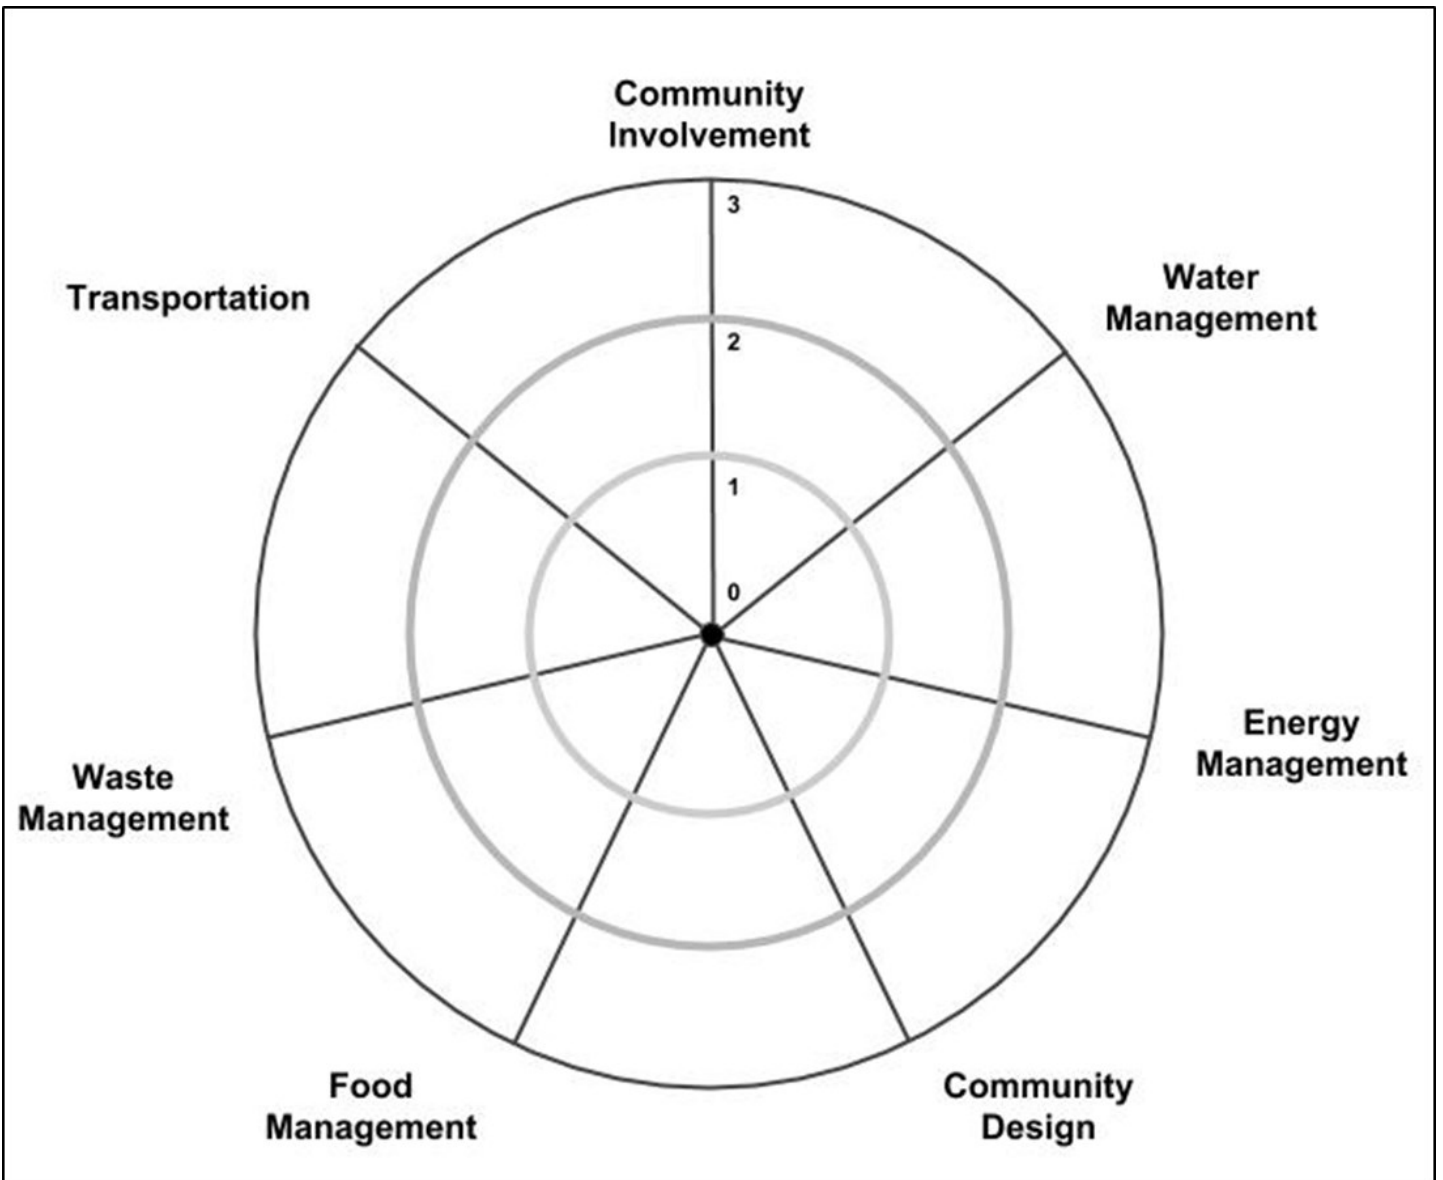 Community
Involvement
3
Transportation
Water
Management
2
1
0
Energy
Management
Waste
Management
Food
Management
Community
Design